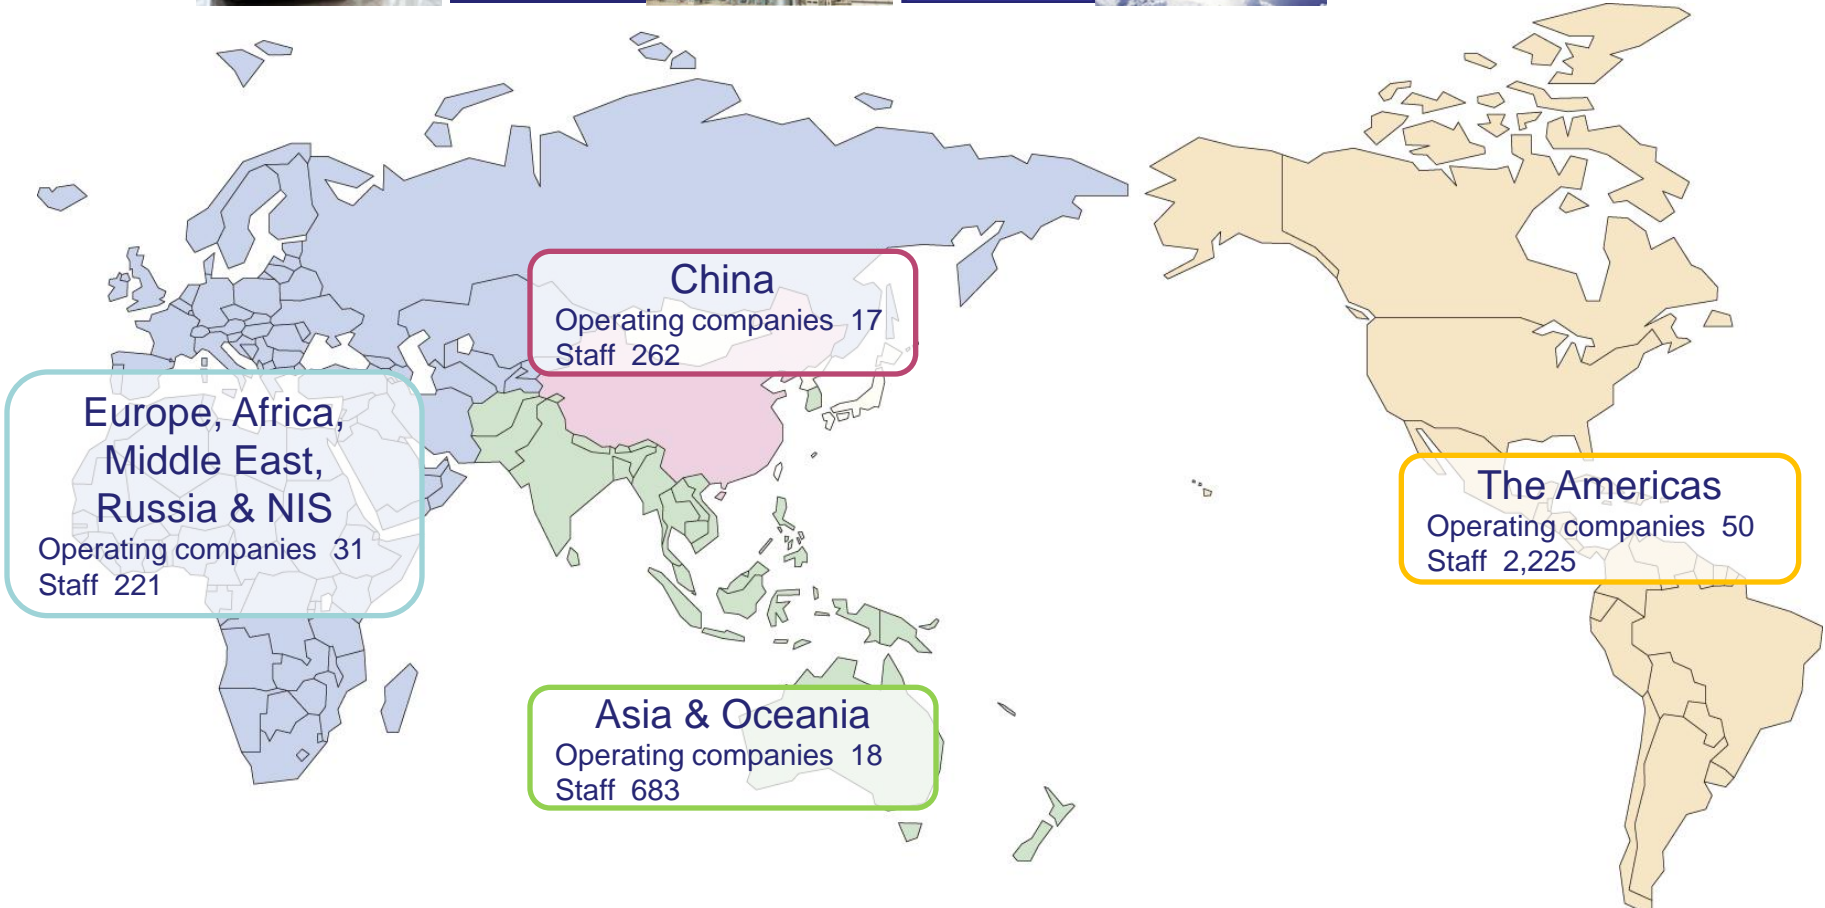 China
Operating companies 17
Staff 262
Europe, Africa,
Middle East,
Russia & NIS
Operating companies 31
Staff 221
The Americas
Operating companies 50
Staff 2,225
Asia & Oceania
Operating companies 18
Staff 683